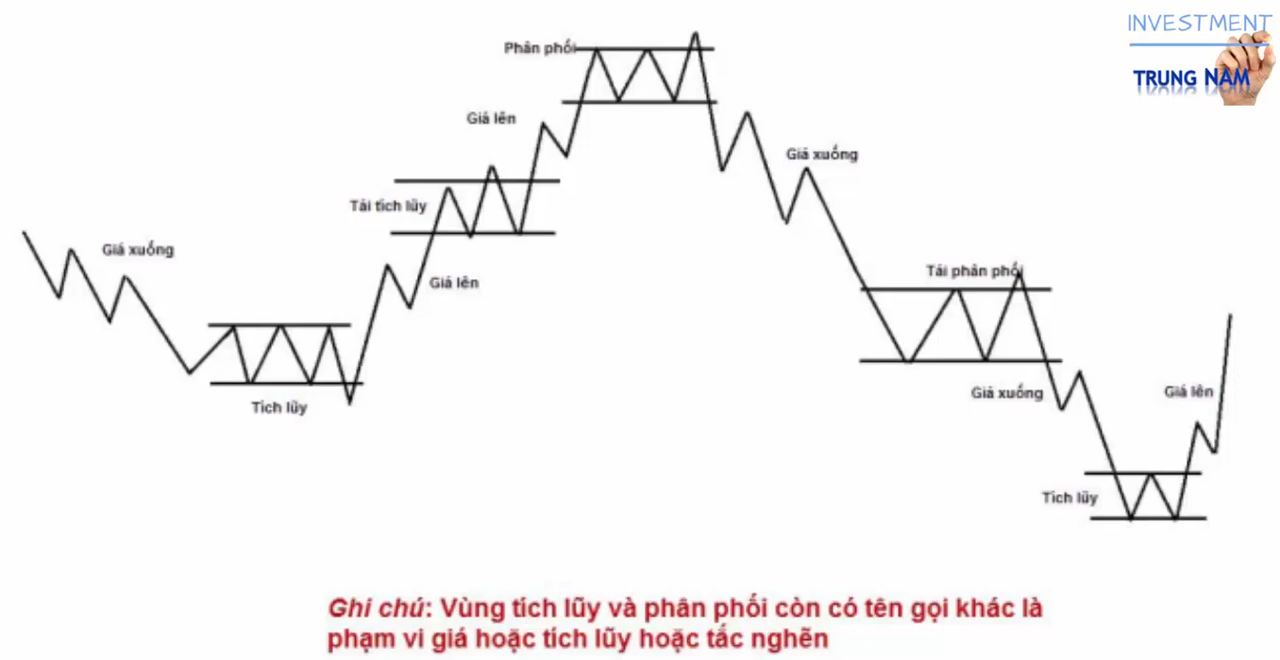 INVESTMENT
TRUNG NAM
Phân phối
Giá lên
Giá xuống
Tái tích lũy
Giá xuống
Giá lên
Tái phân phối
Tích lũy
Giá xuống
Giá lên
Tích lũy
Ghi chú: Vùng tích lũy và phân phối còn có tên gọi khác là
phạm vi giá hoặc tích lũy hoặc tắc nghẽn